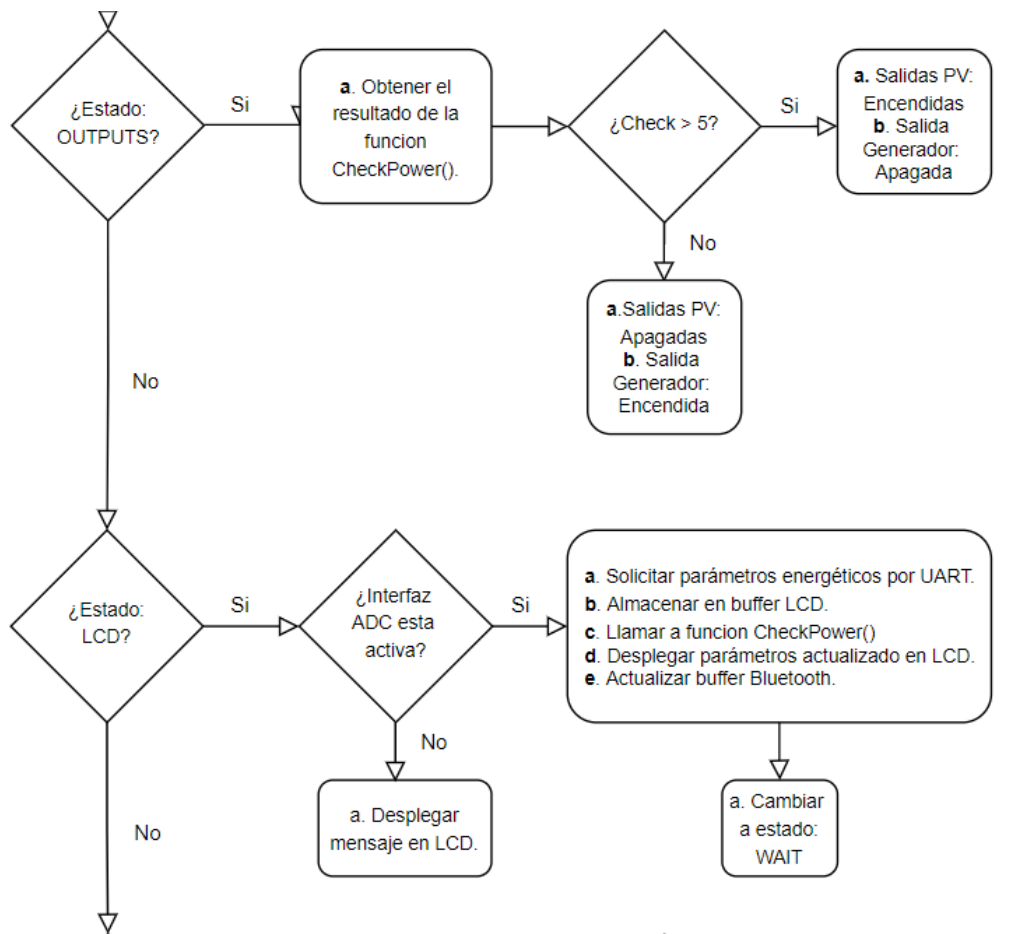 ¿Estado:
OUTPUTS?
Si
a. Obtener el
resultado de la
funcion
CheckPower().
¿Check > 5?
Si
a. Salidas PV:
Encendidas
b. Salida
Generador:
Apagada
No
a.Salidas PV:
Apagadas
b. Salida
Generador:
Encendida
No
¿Estado:
LCD?
Si
¿Interfaz
ADC esta
activa?
Si
a. Solicitar parámetros energéticos por UART.
b. Almacenar en buffer LCD.
c. Llamar a funcion CheckPower()
d. Desplegar parámetros actualizado en LCD.
e. Actualizar buffer Bluetooth.
No
a. Desplegar
mensaje en LCD.
a. Cambiar
a estado:
WAIT
No